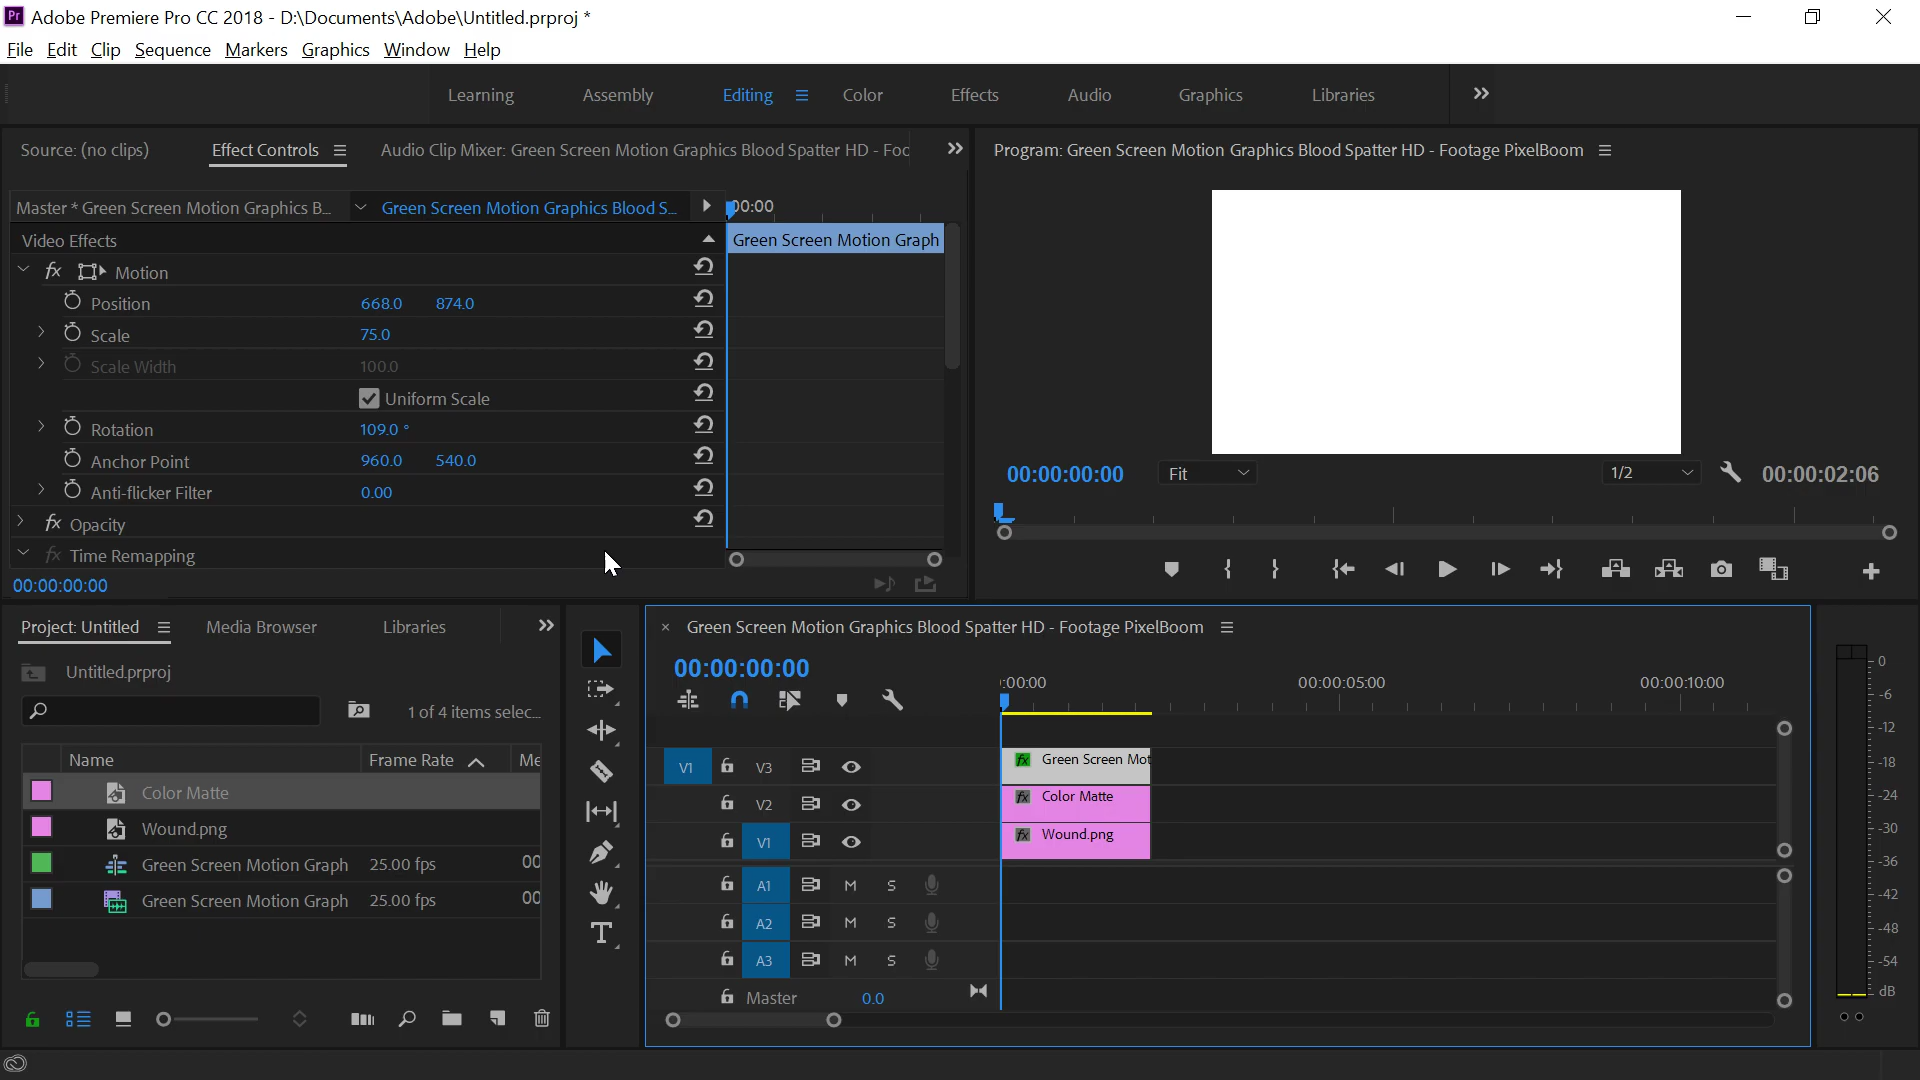 Pr Adobe Premiere Pro CC 2018 - D:\Documents\Adobe\Untitled.prproj *
File Edit Clip Sequence Markers Graphics Window Help
Learning Assembly Editing Color Effects Audio Graphics Libraries
Source: (no clips) Effect Controls Audio Clip Mixer: Green Screen Motion Graphics Blood Spatter HD - Foo
Program: Green Screen Motion Graphics Blood Spatter HD - Footage PixelBoom
Master * Green Screen Motion Graphics B... Green Screen Motion Graphics Blood S... 00:00
Video Effects
Green Screen Motion Graph
fx Motion
Position 668.0 874.0
Scale 75.0
Scale Width 100.0
Uniform Scale
Rotation 109.0 °
Anchor Point 960.0 540.0
Anti-flicker Filter 0.00
fx Opacity
fx Time Remapping
00:00:00:00
00:00:00:00 Fit 1/2 00:00:02:06
Project: Untitled Media Browser Libraries
Untitled.prproj
1 of 4 items selec...
Name Frame Rate Me
Color Matte
Wound.png
Green Screen Motion Graph 25.00 fps 00
Green Screen Motion Graph 25.00 fps 00
× Green Screen Motion Graphics Blood Spatter HD - Footage PixelBoom
00:00:00:00
:00:00 00:00:05:00 00:00:10:00
V1 V3 fx Green Screen Mot
V2 fx Color Matte
V1 fx Wound.png
A1 M S
A2 M S
A3 M S
Master 0.0
0
-6
-12
-18
-24
-30
-36
-42
-48
-54
dB